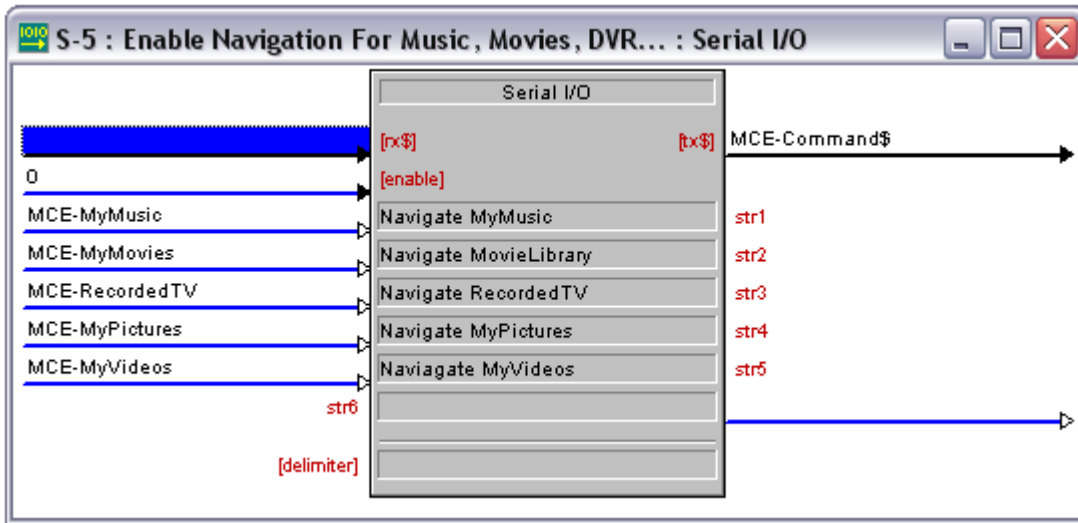 S-5 : Enable Navigation For Music, Movies, DVR... : Serial I/O
Serial I/O
[rx$] [tx$] MCE-Command$
0
[enable]
MCE-MyMusic Navigate MyMusic str1
MCE-MyMovies Navigate MovieLibrary str2
MCE-RecordedTV Navigate RecordedTV str3
MCE-MyPictures Navigate MyPictures str4
MCE-MyVideos Naviagate MyVideos str5
str6
[delimiter]